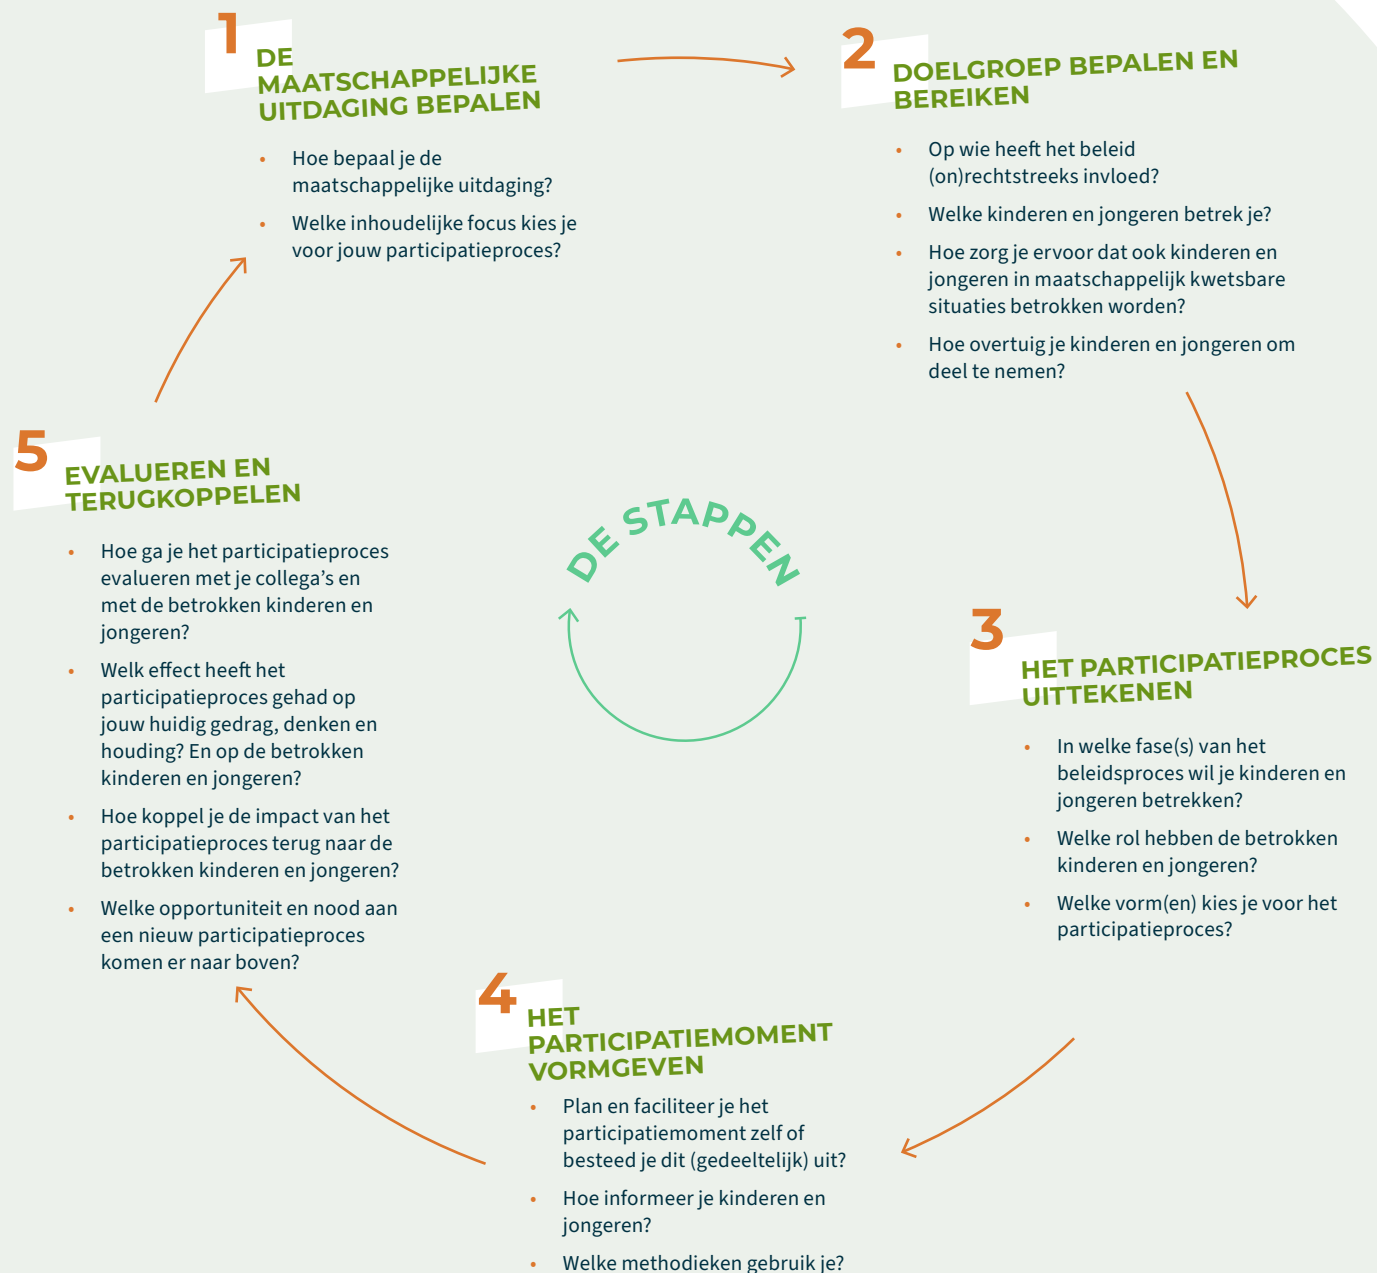 1
DE
MAATSCHAPPELIJKE
UITDAGING BEPALEN
• Hoe bepaal je de
maatschappelijke uitdaging?
• Welke inhoudelijke focus kies je
voor jouw participatieproces?
2
DOELGROEP BEPALEN EN
BEREIKEN
• Op wie heeft het beleid
(on)rechtstreeks invloed?
• Welke kinderen en jongeren betrek je?
• Hoe zorg je ervoor dat ook kinderen en
jongeren in maatschappelijk kwetsbare
situaties betrokken worden?
• Hoe overtuig je kinderen en jongeren om
deel te nemen?
DE STAPPEN
3
HET PARTICIPATIEPROCES
UITTEKENEN
• In welke fase(s) van het
beleidsproces wil je kinderen en
jongeren betrekken?
• Welke rol hebben de betrokken
kinderen en jongeren?
• Welke vorm(en) kies je voor het
participatieproces?
4
HET
PARTICIPATIEMOMENT
VORMGEVEN
• Plan en faciliteer je het
participatiemoment zelf of
besteed je dit (gedeeltelijk) uit?
• Hoe informeer je kinderen en
jongeren?
• Welke methodieken gebruik je?
5
EVALUEREN EN
TERUGKOPPELEN
• Hoe ga je het participatieproces
evalueren met je collega's en
met de betrokken kinderen en
jongeren?
• Welk effect heeft het
participatieproces gehad op
jouw huidig gedrag, denken en
houding? En op de betrokken
kinderen en jongeren?
• Hoe koppel je de impact van het
participatieproces terug naar de
betrokken kinderen en jongeren?
• Welke opportuniteit en nood aan
een nieuw participatieproces
komen er naar boven?